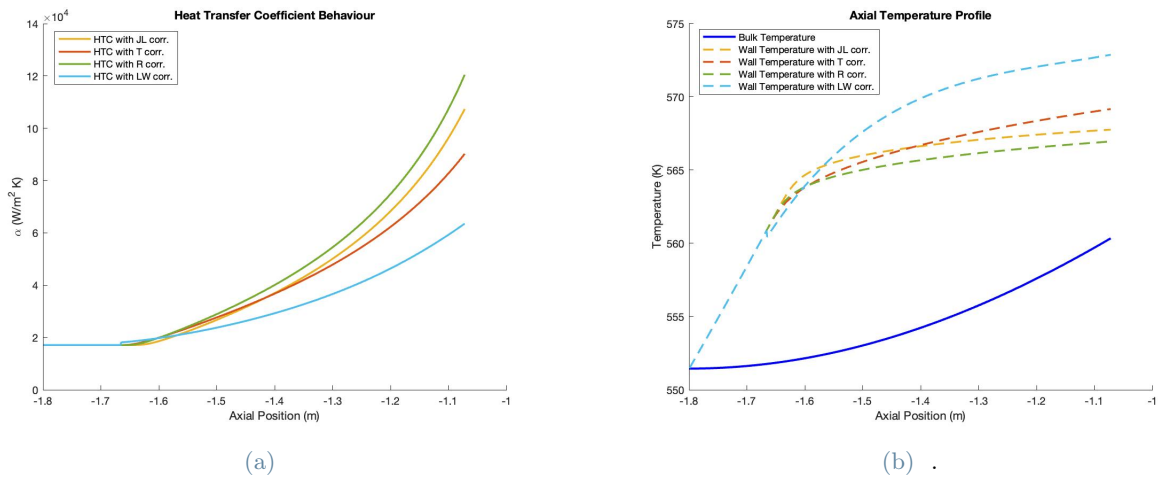 Heat Transfer Coefficient Behaviour
×10⁴
14
12
10
8
6
4
2
0
α (W/m² K)
HTC with JL corr.
HTC with T corr.
HTC with R corr.
HTC with LW corr.
-1.8 -1.7 -1.6 -1.5 -1.4 -1.3 -1.2 -1.1 -1
Axial Position (m)
(a)
Axial Temperature Profile
575
570
565
560
555
550
Temperature (K)
Bulk Temperature
Wall Temperature with JL corr.
Wall Temperature with T corr.
Wall Temperature with R corr.
Wall Temperature with LW corr.
-1.8 -1.7 -1.6 -1.5 -1.4 -1.3 -1.2 -1.1 -1
Axial Position (m)
(b) .